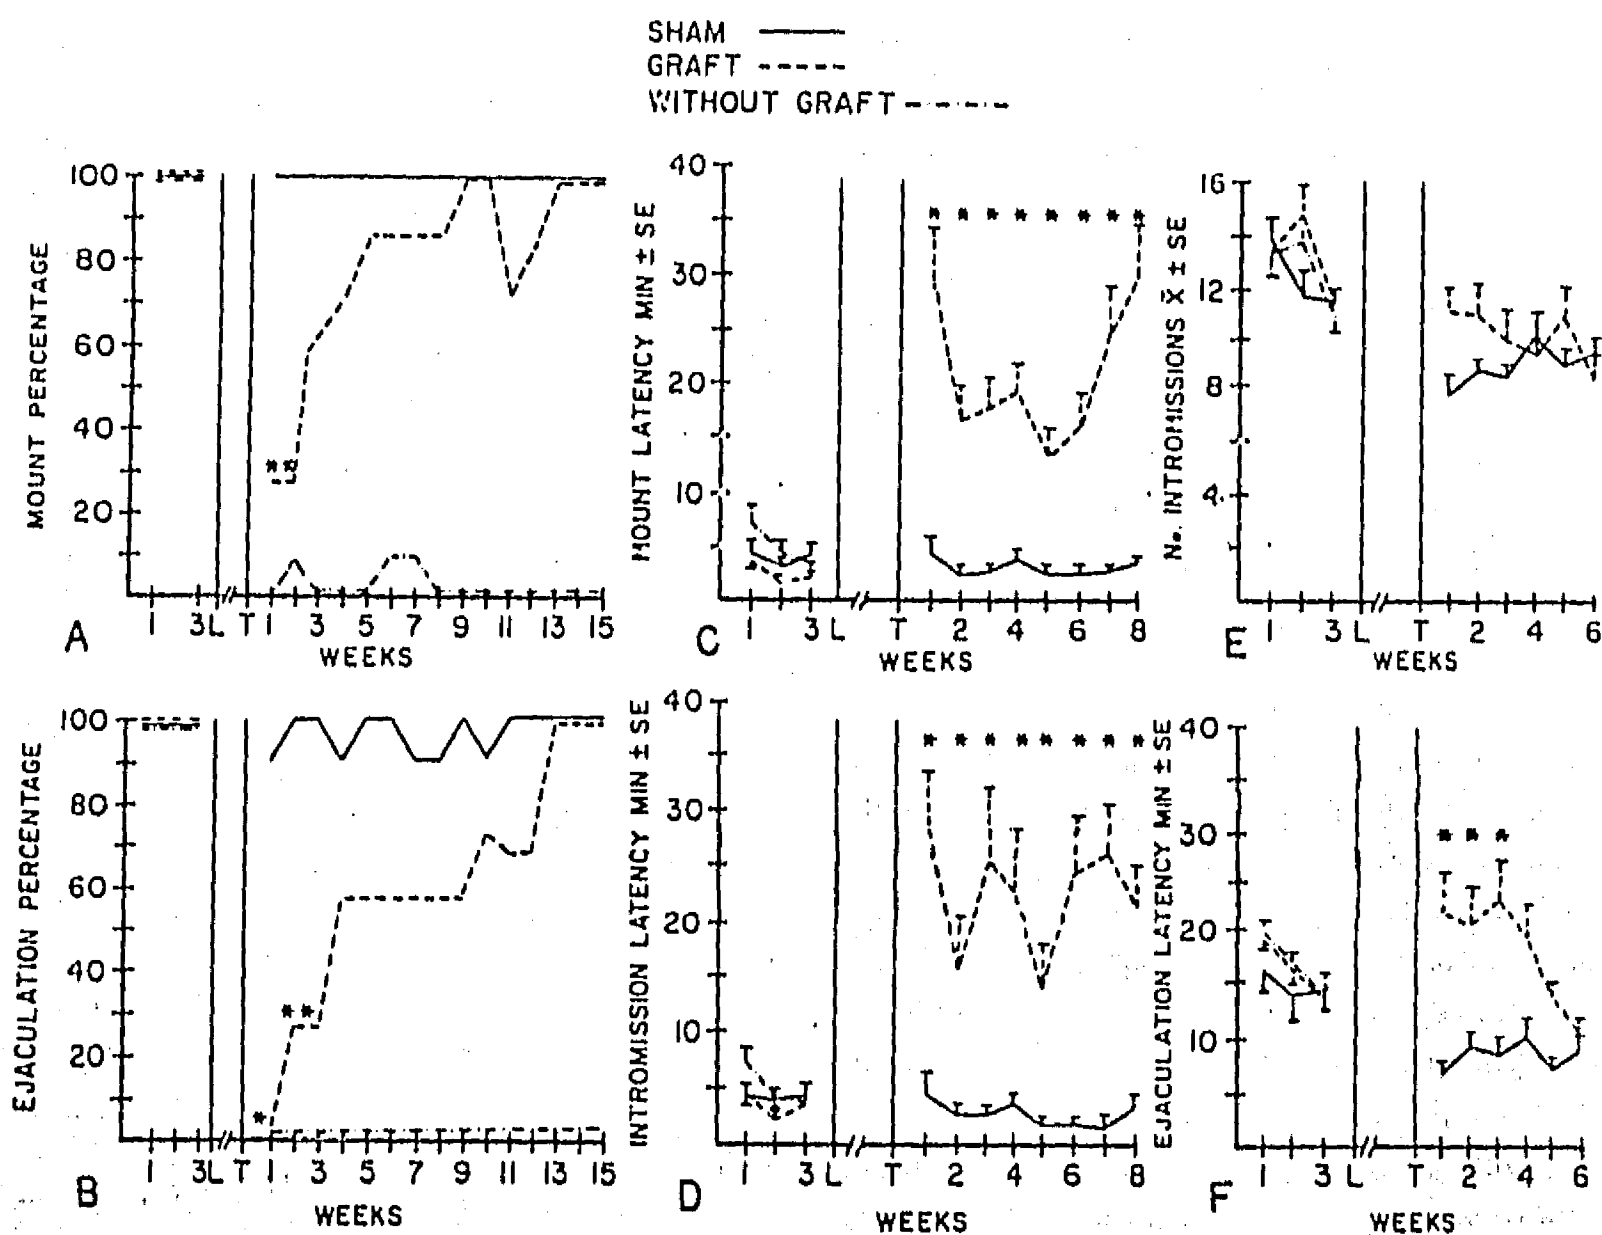 SHAM
GRAFT
WITHOUT GRAFT
MOUNT PERCENTAGE
100
80
60
40
20
* *
1 3 L T 1 3 5 7 9 11 13 15
A
WEEKS
MOUNT LATENCY MIN ± SE
40
30
20
10
* * * * * * * *
1 3 L T 2 4 6 8
C
WEEKS
No. INTROMISSIONS X̄ ± SE
16
12
8
4
1 3 L T 2 4 6
E
WEEKS
EJACULATION PERCENTAGE
100
80
60
40
20
* *
*
1 3 L T 1 3 5 7 9 11 13 15
B
WEEKS
INTROMISSION LATENCY MIN ± SE
40
30
20
10
* * * * * * * *
1 3 L T 2 4 6 8
D
WEEKS
EJACULATION LATENCY MIN ± SE
40
30
20
10
* * *
1 3 L T 2 4 6
F
WEEKS